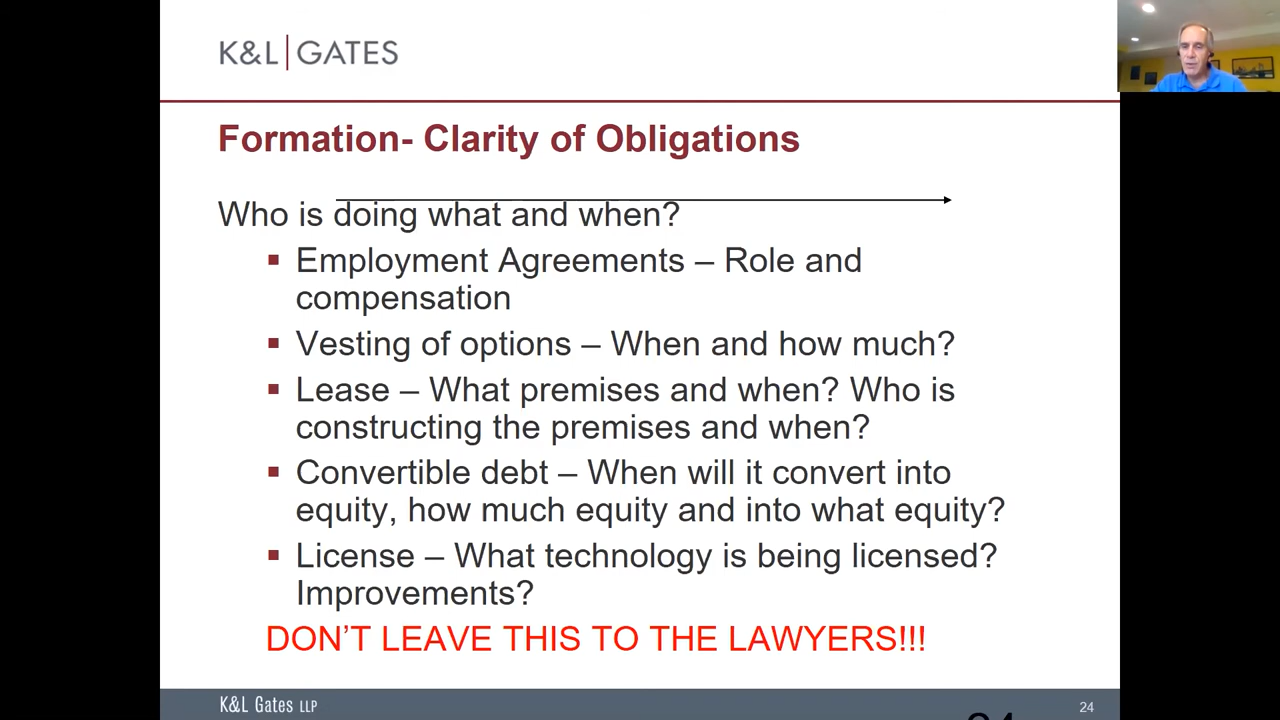 K&L|GATES
Formation- Clarity of Obligations
Who is doing what and when?
▪ Employment Agreements – Role and
compensation
▪ Vesting of options – When and how much?
▪ Lease – What premises and when? Who is
constructing the premises and when?
▪ Convertible debt – When will it convert into
equity, how much equity and into what equity?
▪ License – What technology is being licensed?
Improvements?
DON’T LEAVE THIS TO THE LAWYERS!!!
K&L Gates LLP
24
24